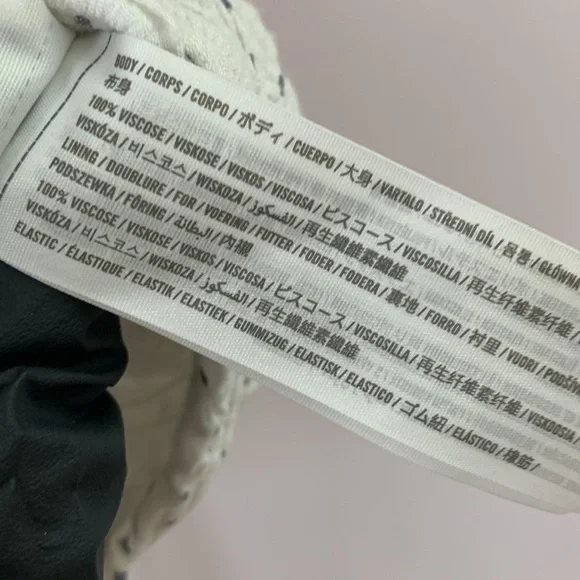 BODY / CORPS / CORPO / ボディ / CUERPO / 大身 / VARTALO / STŘEDNÍ DÍL / 몸통 / GŁÓWNA
布身
100% VISCOSE / VISKOSE / VISKOS / VISCOSA / ビスコース / VISCOSILLA / 再生纤维素纤维
VISKÓZA / 비스코스 / WISKOZA / الفسكوز / 再生纖維素纖維
LINING / DOUBLURE / FOR / VOERING / FUTTER / FODER / FODERA / 裏地 / FORRO / 衬里 / VUORI / PODŠÍ
PODSZEWKA / FÔRING / البطانة / 內襯
100% VISCOSE / VISKOSE / VISKOS / VISCOSA / ビスコース / VISCOSILLA / 再生纤维素纤维 / VISKOOSIA
VISKÓZA / 비스코스 / WISKOZA / الفسكوز / 再生纖維素纖維
ELASTIC / ÉLASTIQUE / ELASTIK / ELASTIEK / GUMMIZUG / ELASTISK / ELASTICO / ゴム紐 / ELÁSTICO / 橡筋 /